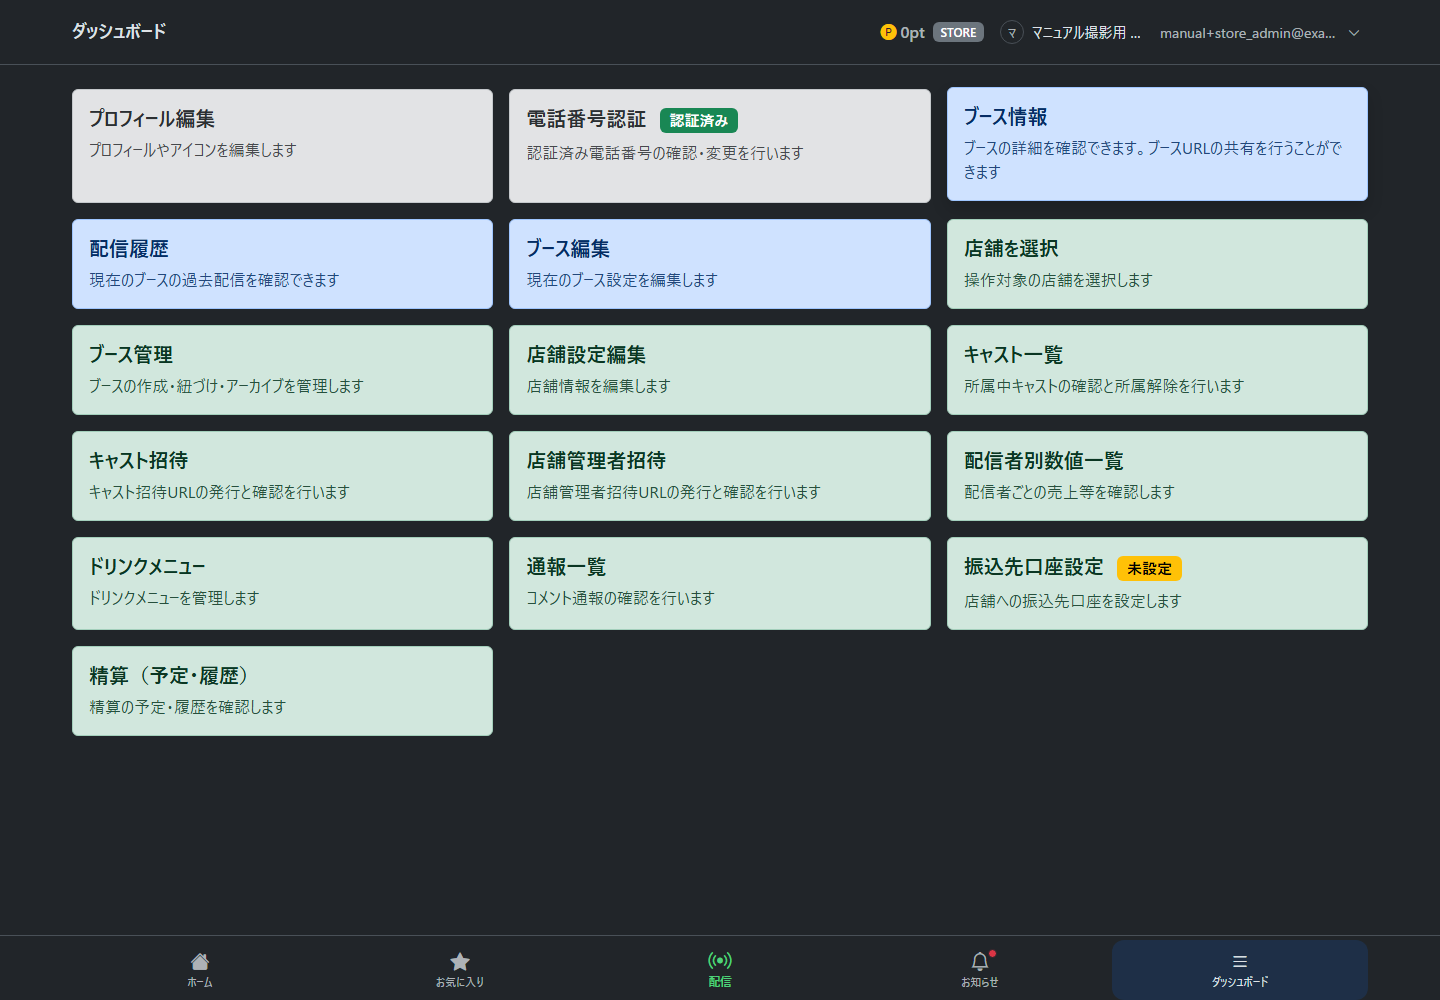 ダッシュボード
P 0pt STORE マ マニュアル撮影用 ... manual+store_admin@exa...
プロフィール編集
プロフィールやアイコンを編集します
電話番号認証 認証済み
認証済み電話番号の確認・変更を行います
ブース情報
ブースの詳細を確認できます。ブースURLの共有を行うことがで
きます
配信履歴
現在のブースの過去配信を確認できます
ブース編集
現在のブース設定を編集します
店舗を選択
操作対象の店舗を選択します
ブース管理
ブースの作成・紐づけ・アーカイブを管理します
店舗設定編集
店舗情報を編集します
キャスト一覧
所属中キャストの確認と所属解除を行います
キャスト招待
キャスト招待URLの発行と確認を行います
店舗管理者招待
店舗管理者招待URLの発行と確認を行います
配信者別数値一覧
配信者ごとの売上等を確認します
ドリンクメニュー
ドリンクメニューを管理します
通報一覧
コメント通報の確認を行います
振込先口座設定 未設定
店舗への振込先口座を設定します
精算（予定・履歴）
精算の予定・履歴を確認します
ホーム
お気に入り
配信
お知らせ
ダッシュボード